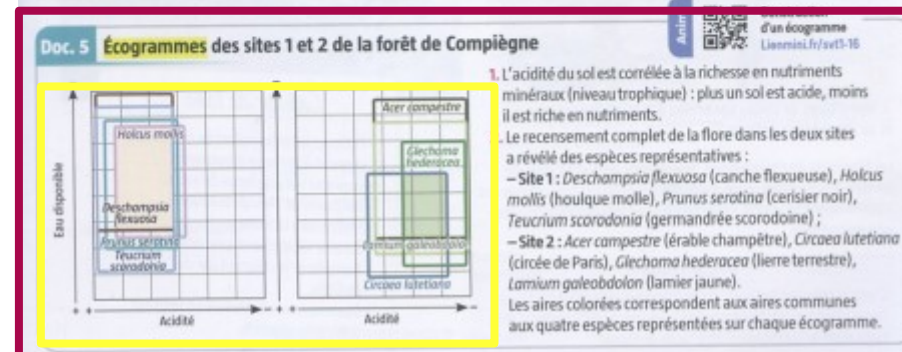 Anim
d'un écogramme
Lienmini.fr/svt1-16
Doc. 5 Écogrammes des sites 1 et 2 de la forêt de Compiègne
Holcus mollis
Deschampsia
flexuosa
Prunus serotina
Teucrium
scorodonia
Eau disponible
Acidité
Acer campestre
Glechoma
hederacea
Lamium galeobdolon
Circaea lutetiana
Acidité
1. L'acidité du sol est corrélée à la richesse en nutriments
minéraux (niveau trophique) : plus un sol est acide, moins
il est riche en nutriments.
. Le recensement complet de la flore dans les deux sites
a révélé des espèces représentatives :
– Site 1 : Deschampsia flexuosa (canche flexueuse), Holcus
mollis (houlque molle), Prunus serotina (cerisier noir),
Teucrium scorodonia (germandrée scorodoine) ;
– Site 2 : Acer campestre (érable champêtre), Circaea lutetiana
(circée de Paris), Glechoma hederacea (lierre terrestre),
Lamium galeobdolon (lamier jaune).
Les aires colorées correspondent aux aires communes
aux quatre espèces représentées sur chaque écogramme.